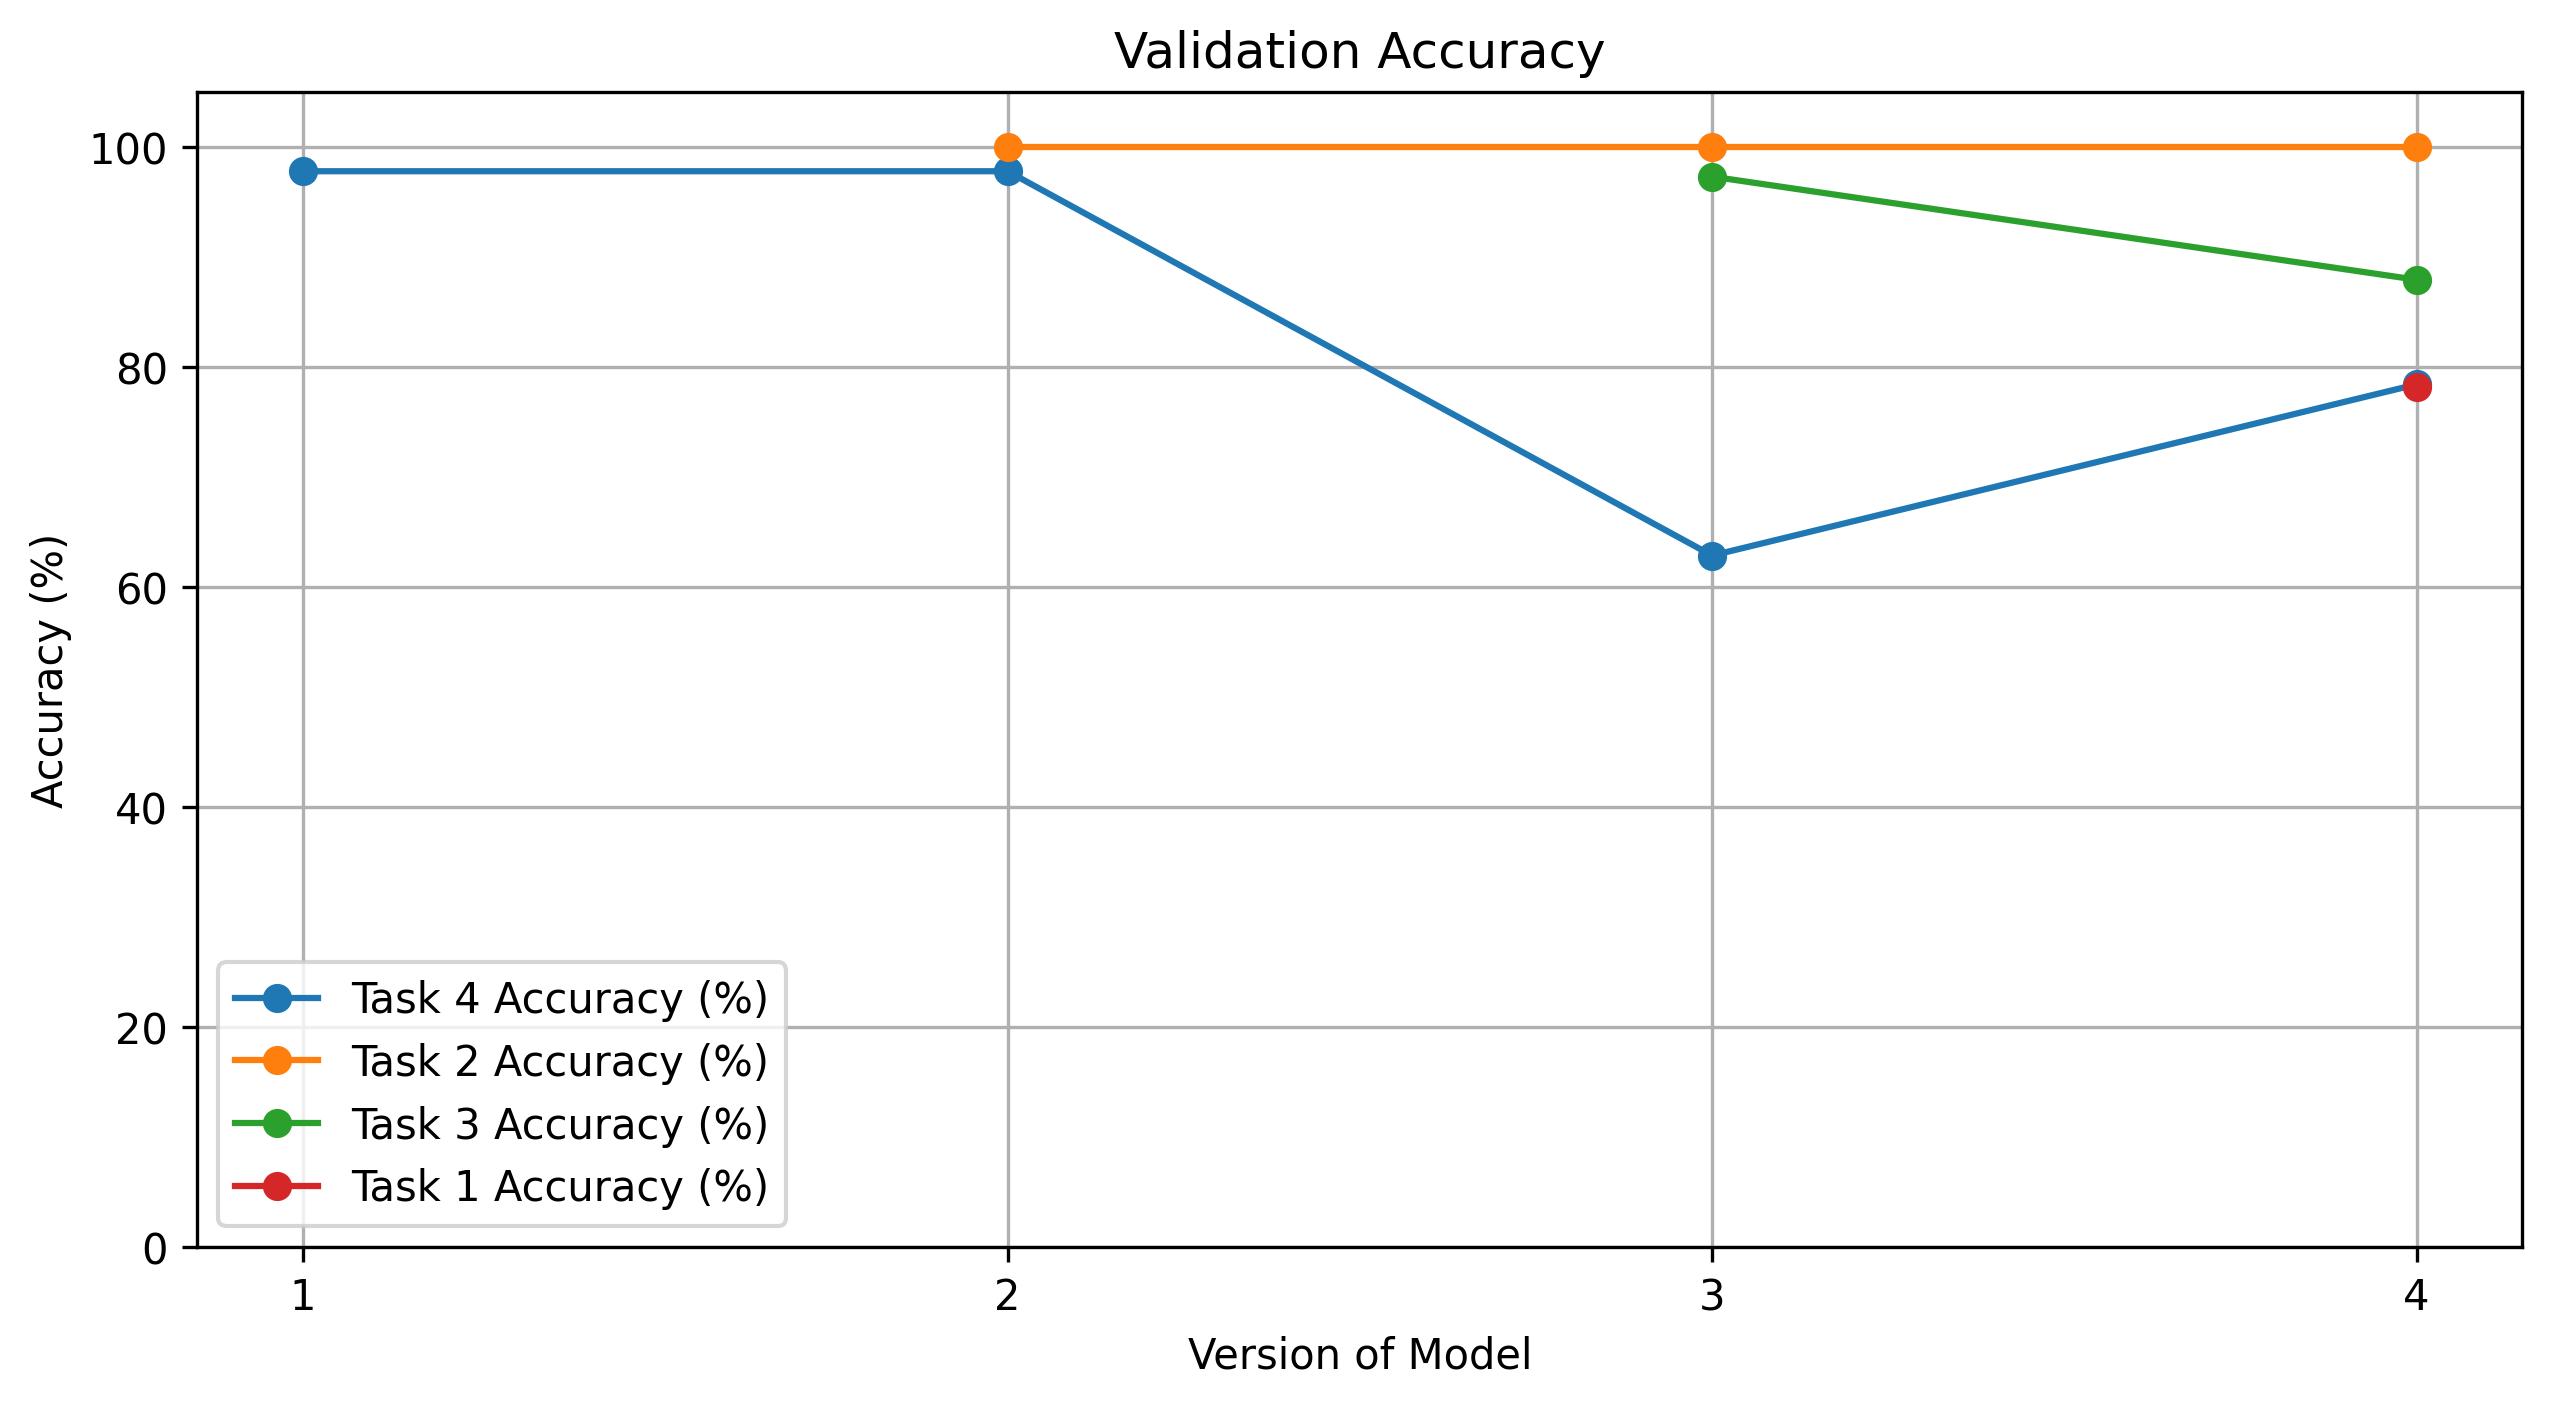 Validation Accuracy
100
80
60
40
20
0
Accuracy (%)
Task 4 Accuracy (%)
Task 2 Accuracy (%)
Task 3 Accuracy (%)
Task 1 Accuracy (%)
1 2 3 4
Version of Model